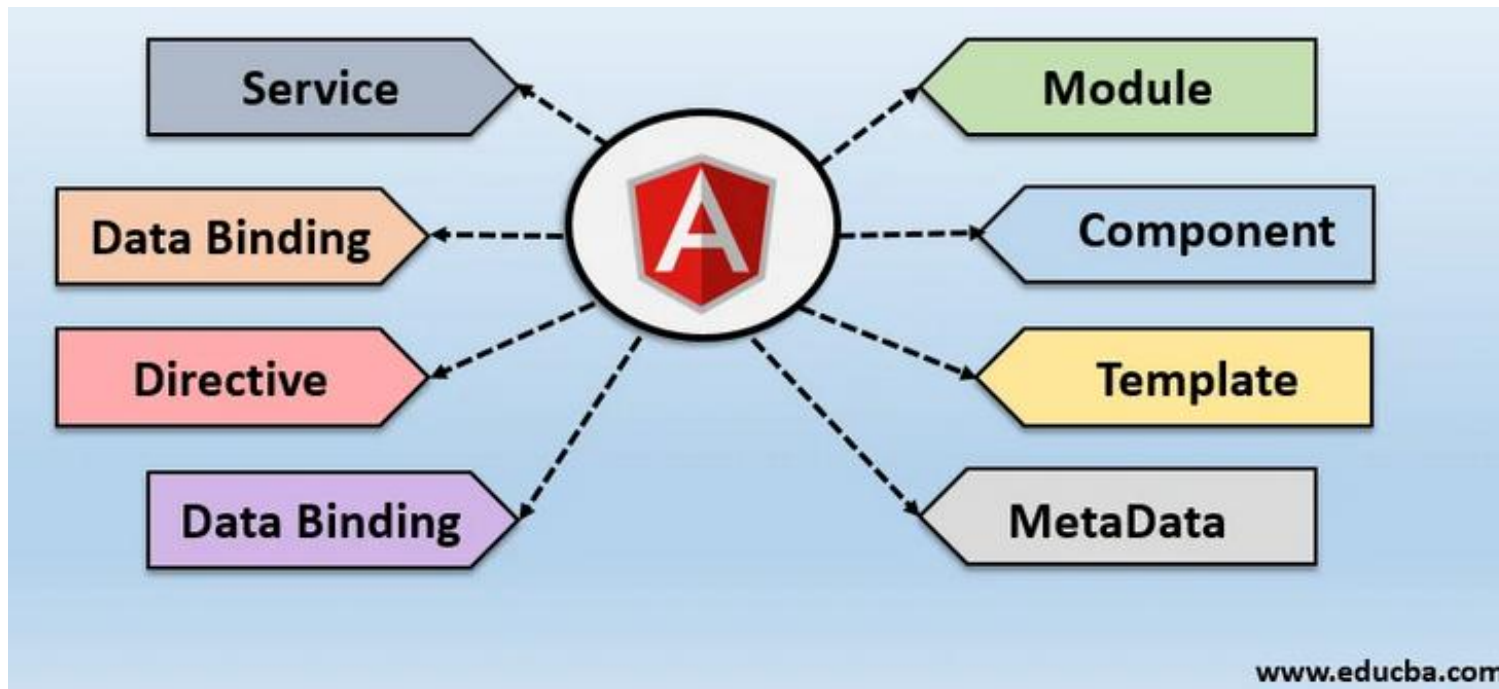 Service
Module
Data Binding
Component
Directive
Template
Data Binding
MetaData
www.educba.com